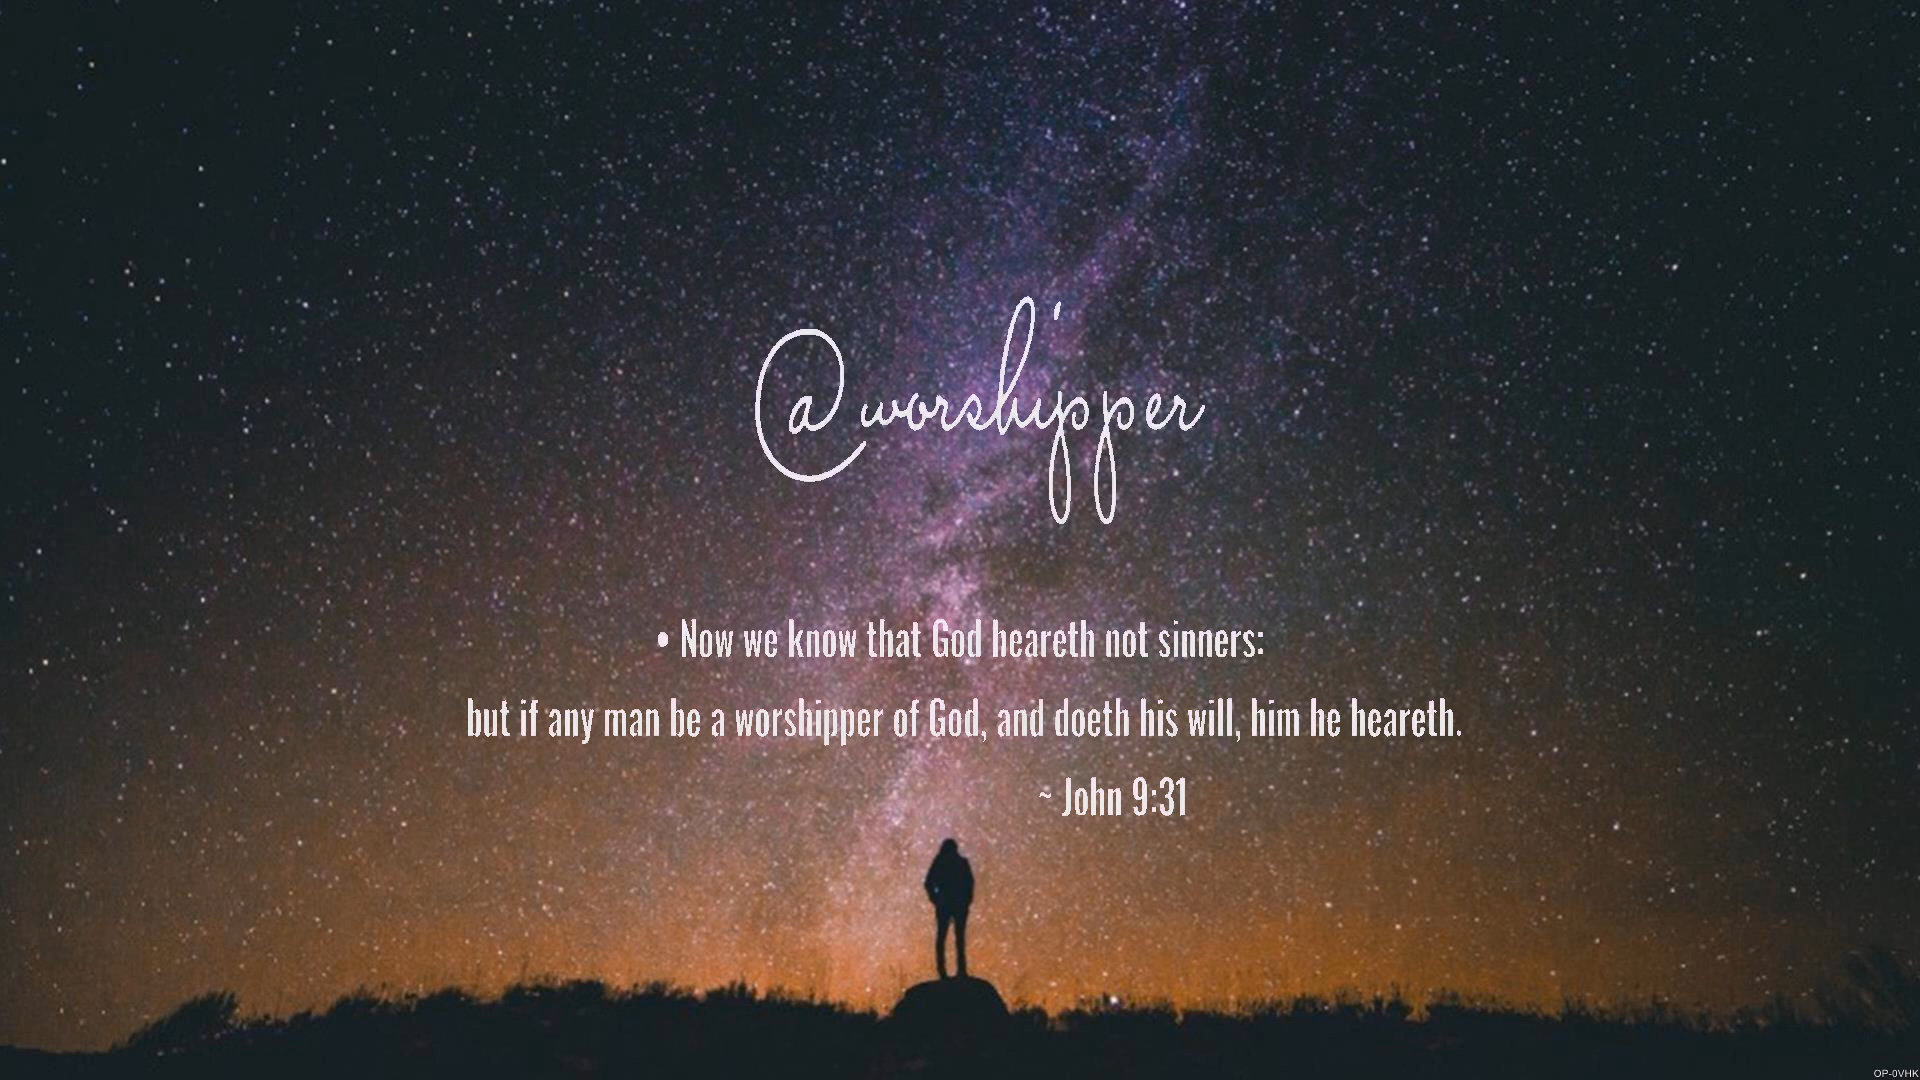 @worshipper
• Now we know that God heareth not sinners:
but if any man be a worshipper of God, and doeth his will, him he heareth.
~ John 9:31
OP-0VHK